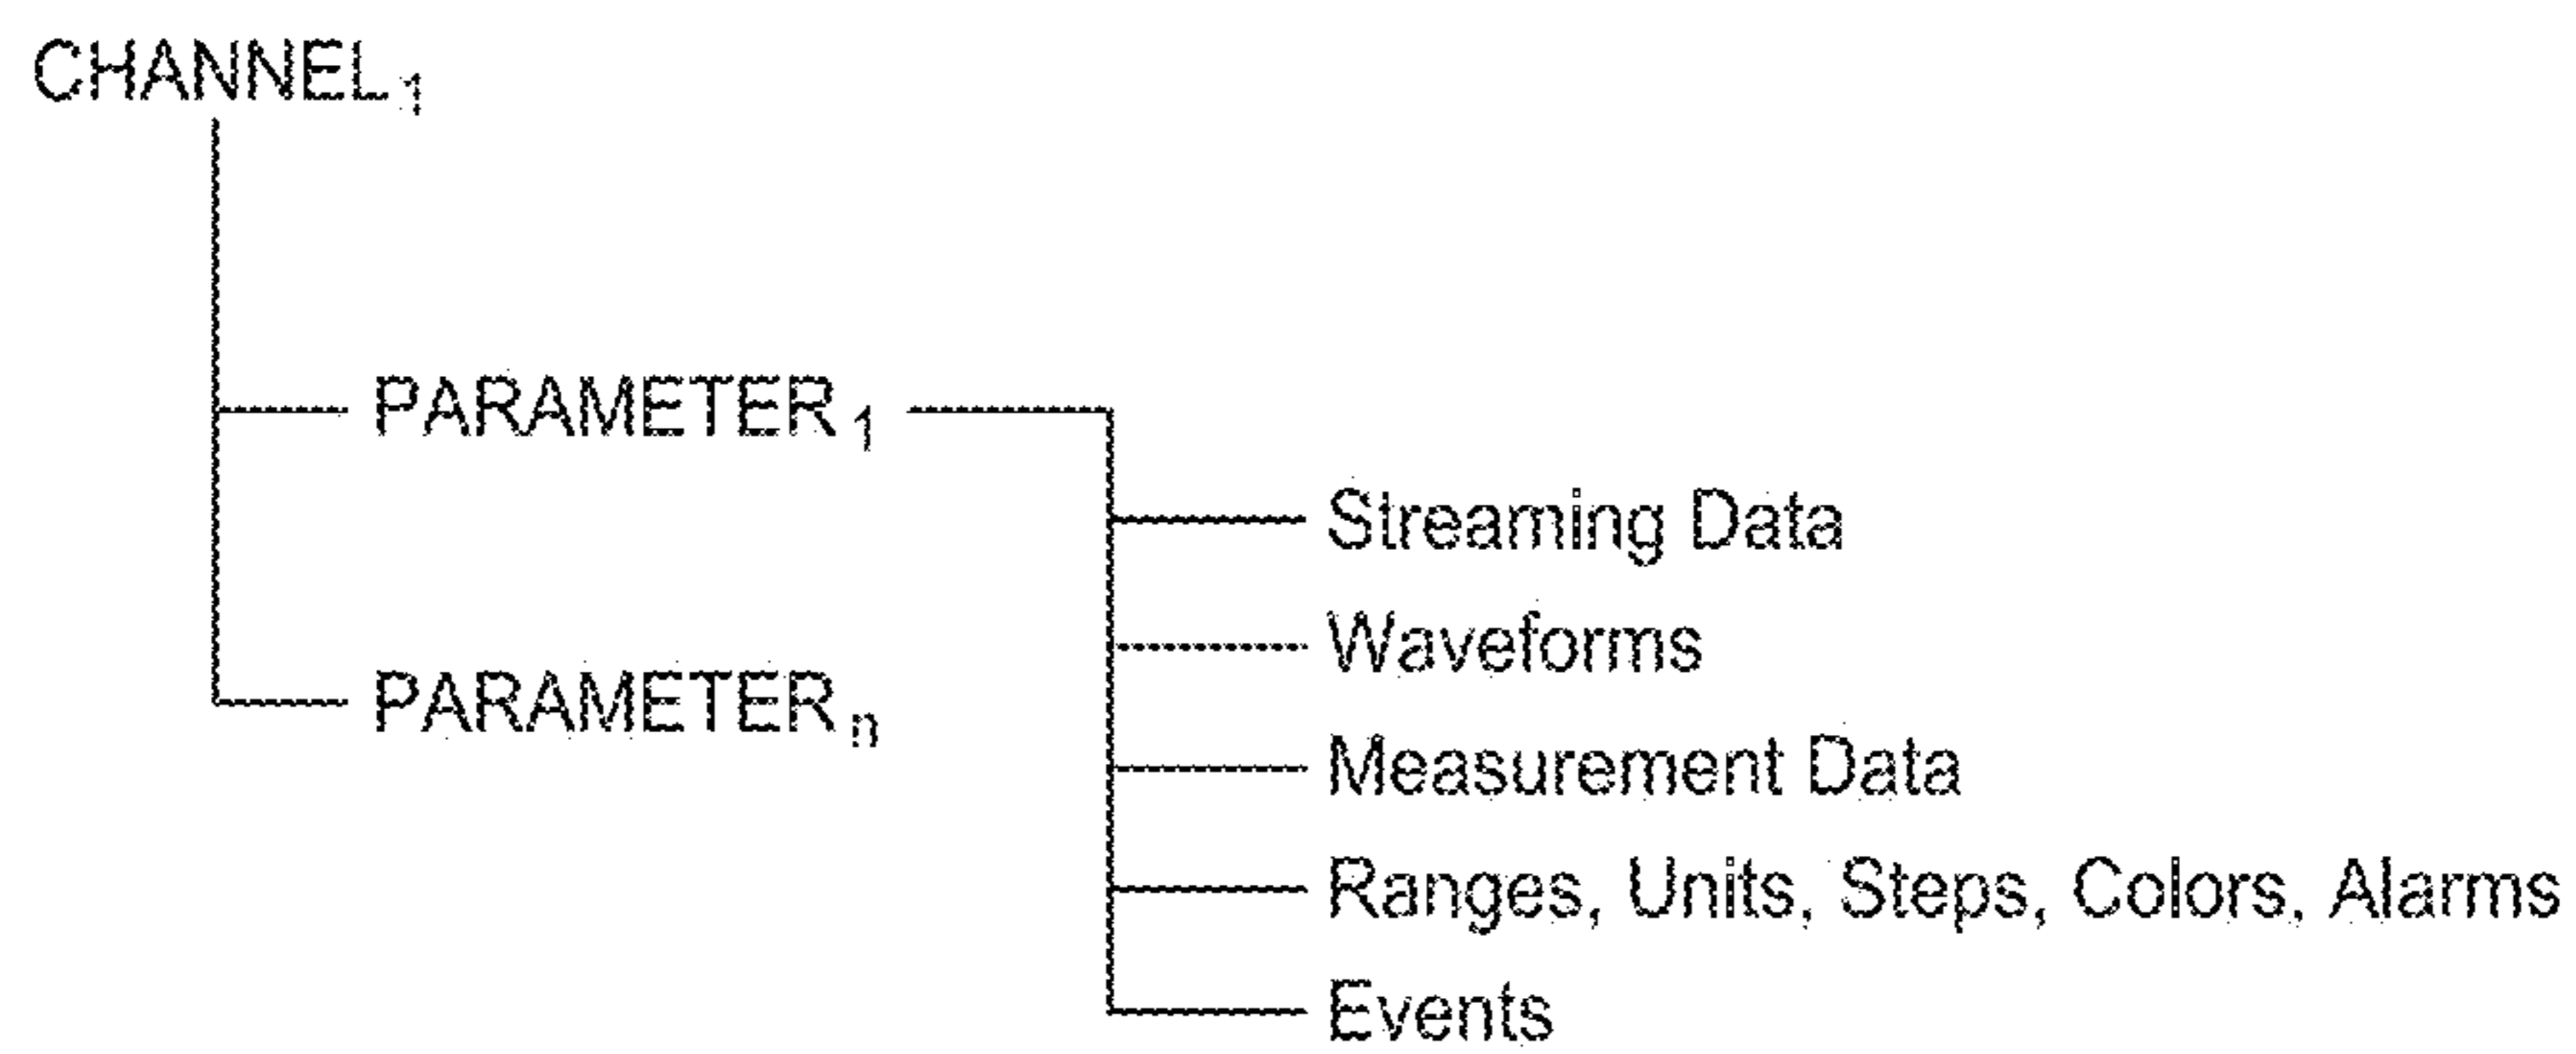 CHANNEL₁
PARAMETER₁
Streaming Data
Waveforms
PARAMETERₙ
Measurement Data
Ranges, Units, Steps, Colors, Alarms
Events